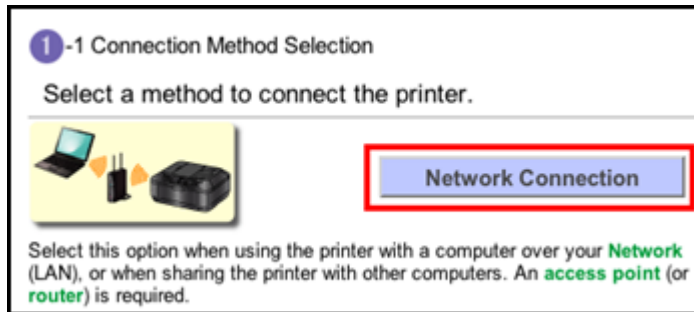 1-1 Connection Method Selection
Select a method to connect the printer.
Network Connection
Select this option when using the printer with a computer over your Network
(LAN), or when sharing the printer with other computers. An access point (or
router) is required.